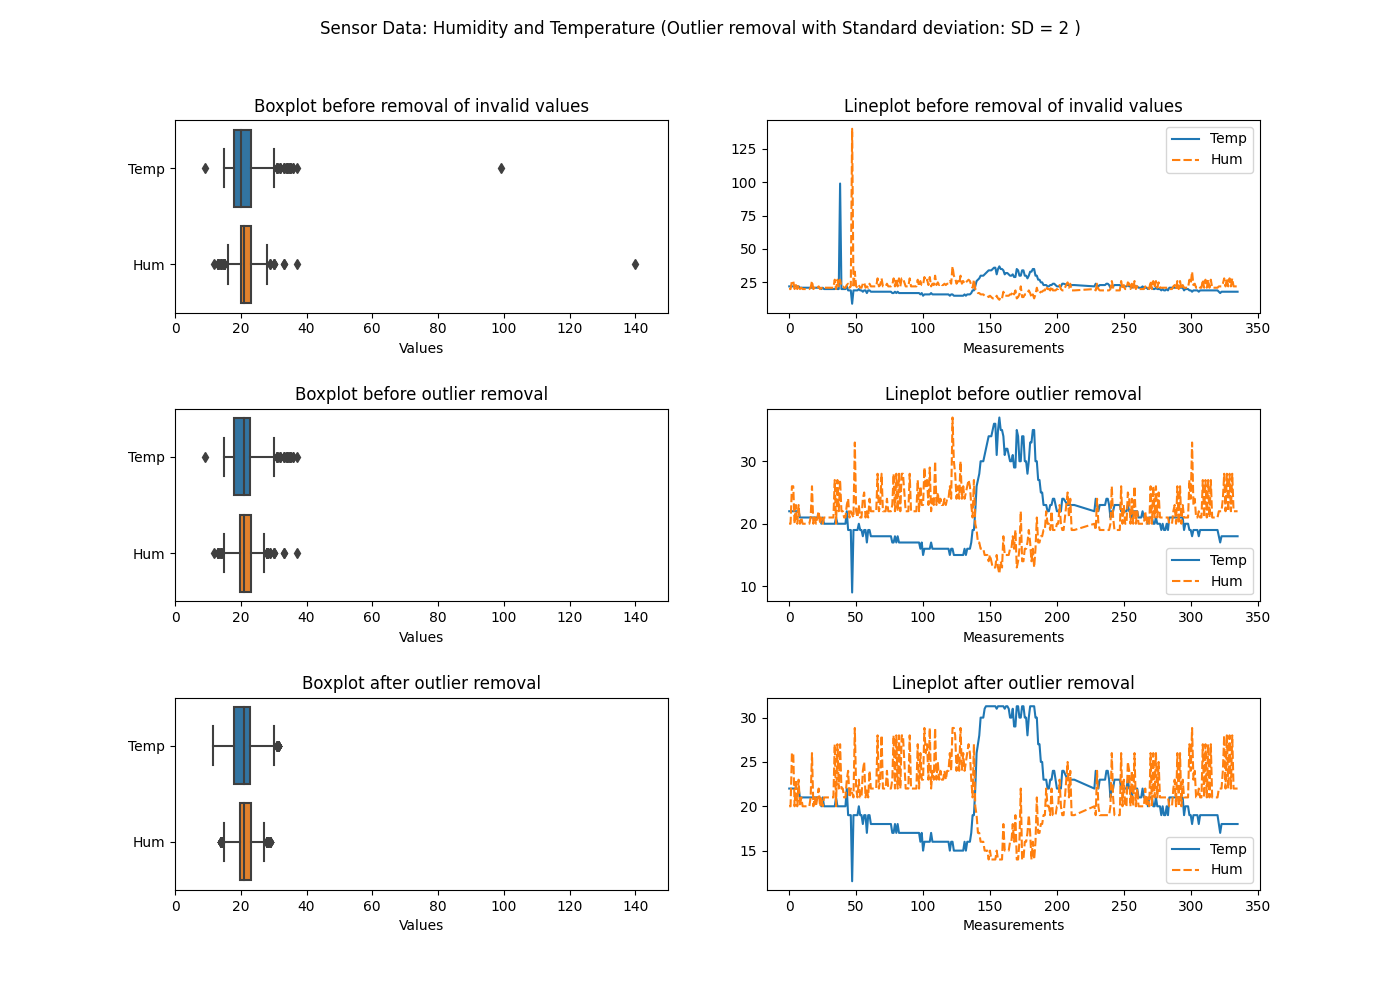 Sensor Data: Humidity and Temperature (Outlier removal with Standard deviation: SD = 2 )
Boxplot before removal of invalid values
Temp
Hum
0 20 40 60 80 100 120 140
Values
Lineplot before removal of invalid values
125
100
75
50
25
Temp
Hum
0 50 100 150 200 250 300 350
Measurements
Boxplot before outlier removal
Temp
Hum
0 20 40 60 80 100 120 140
Values
Lineplot before outlier removal
30
20
10
Temp
Hum
0 50 100 150 200 250 300 350
Measurements
Boxplot after outlier removal
Temp
Hum
0 20 40 60 80 100 120 140
Values
Lineplot after outlier removal
30
25
20
15
Temp
Hum
0 50 100 150 200 250 300 350
Measurements